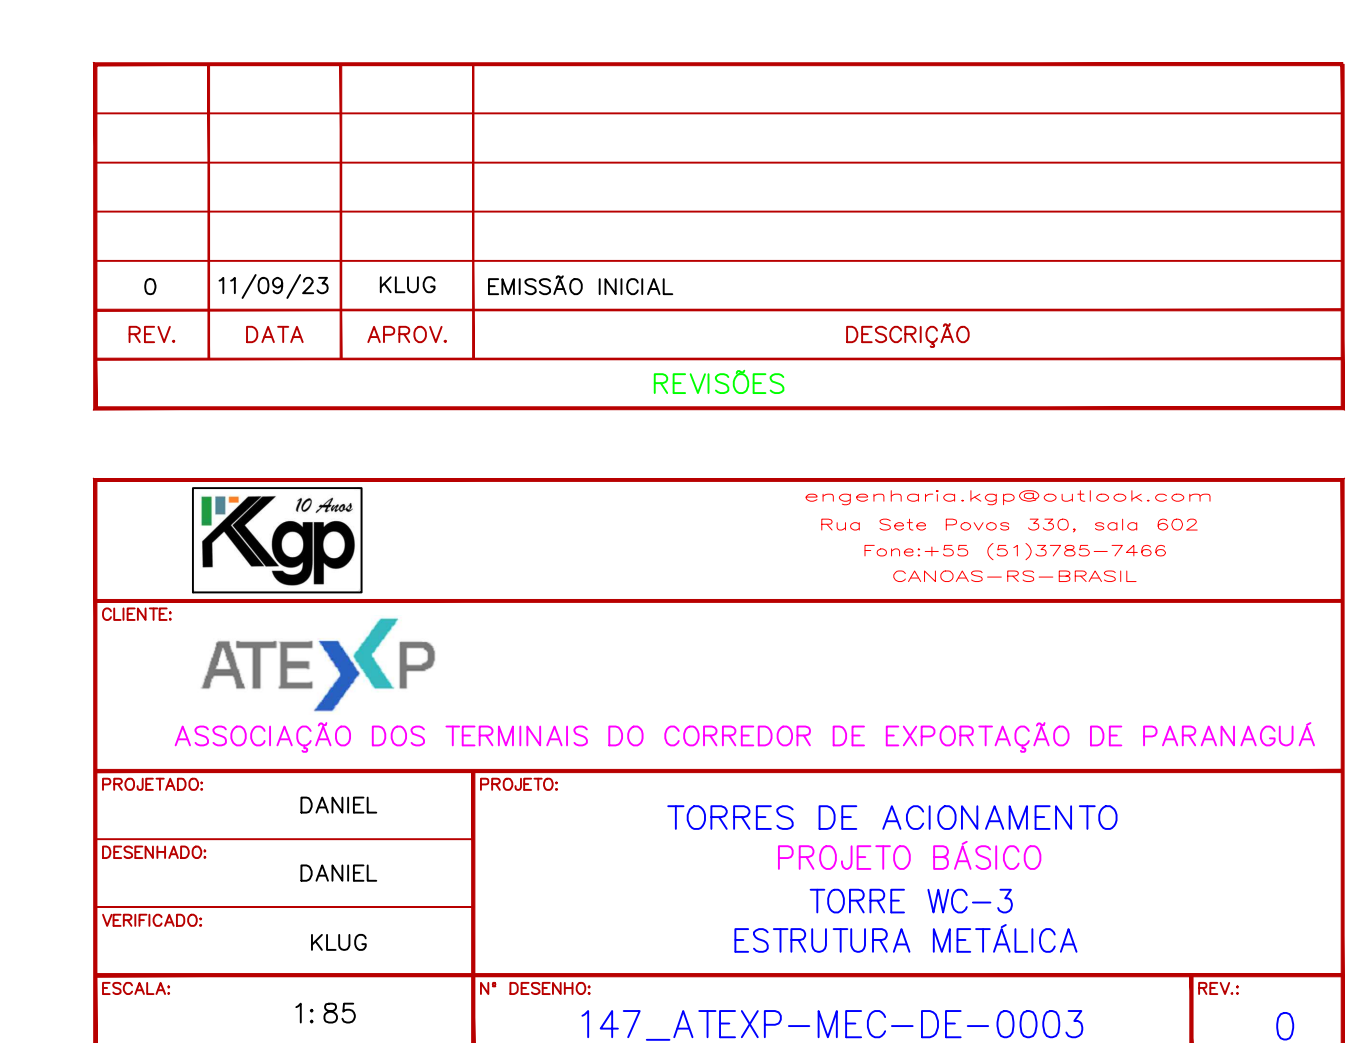 0 11/09/23 KLUG EMISSÃO INICIAL
REV. DATA APROV. DESCRIÇÃO
REVISÕES
10 Anos
Kgp
engenharia.kgp@outlook.com
Rua Sete Povos 330, sala 602
Fone:+55 (51)3785-7466
CANOAS-RS-BRASIL
CLIENTE:
ATEXP
ASSOCIAÇÃO DOS TERMINAIS DO CORREDOR DE EXPORTAÇÃO DE PARANAGUÁ
PROJETADO:
DANIEL
DESENHADO:
DANIEL
VERIFICADO:
KLUG
PROJETO:
TORRES DE ACIONAMENTO
PROJETO BÁSICO
TORRE WC-3
ESTRUTURA METÁLICA
ESCALA:
1:85
N° DESENHO:
147_ATEXP-MEC-DE-0003
REV.:
0